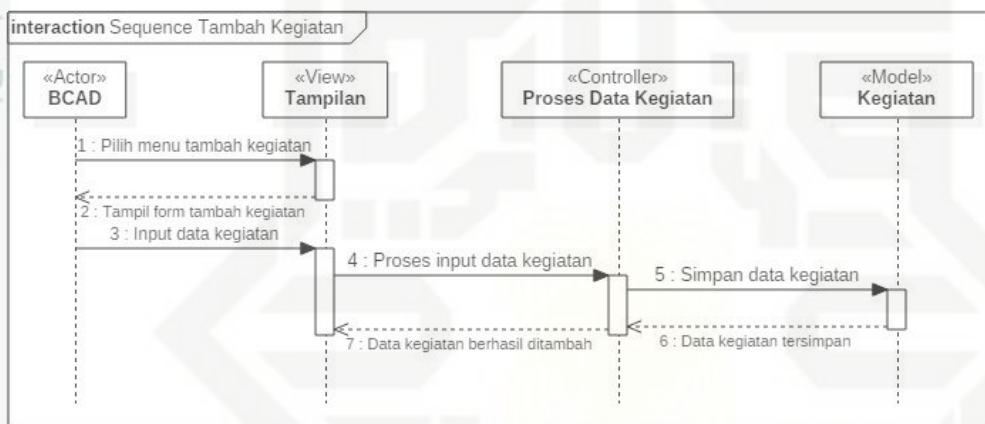 interaction Sequence Tambah Kegiatan
«Actor»
BCAD
«View»
Tampilan
«Controller»
Proses Data Kegiatan
«Model»
Kegiatan
1 : Pilih menu tambah kegiatan
2 : Tampil form tambah kegiatan
3 : Input data kegiatan
4 : Proses input data kegiatan
5 : Simpan data kegiatan
6 : Data kegiatan tersimpan
7 : Data kegiatan berhasil ditambah